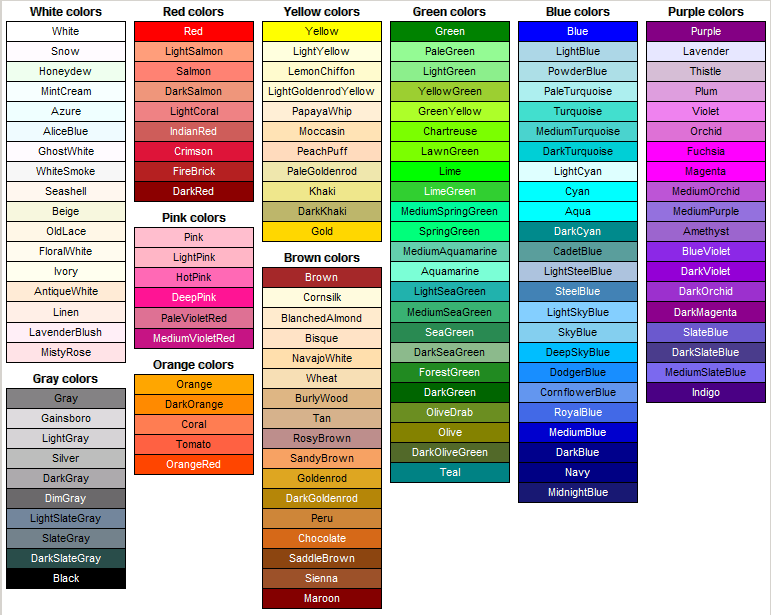 White colors
White
Snow
Honeydew
MintCream
Azure
AliceBlue
GhostWhite
WhiteSmoke
Seashell
Beige
OldLace
FloralWhite
Ivory
AntiqueWhite
Linen
LavenderBlush
MistyRose
Gray colors
Gray
Gainsboro
LightGray
Silver
DarkGray
DimGray
LightSlateGray
SlateGray
DarkSlateGray
Black
Red colors
Red
LightSalmon
Salmon
DarkSalmon
LightCoral
IndianRed
Crimson
FireBrick
DarkRed
Pink colors
Pink
LightPink
HotPink
DeepPink
PaleVioletRed
MediumVioletRed
Orange colors
Orange
DarkOrange
Coral
Tomato
OrangeRed
Yellow colors
Yellow
LightYellow
LemonChiffon
LightGoldenrodYellow
PapayaWhip
Moccasin
PeachPuff
PaleGoldenrod
Khaki
DarkKhaki
Gold
Brown colors
Brown
Cornsilk
BlanchedAlmond
Bisque
NavajoWhite
Wheat
BurlyWood
Tan
RosyBrown
SandyBrown
Goldenrod
DarkGoldenrod
Peru
Chocolate
SaddleBrown
Sienna
Maroon
Green colors
Green
PaleGreen
LightGreen
YellowGreen
GreenYellow
Chartreuse
LawnGreen
Lime
LimeGreen
MediumSpringGreen
SpringGreen
MediumAquamarine
Aquamarine
LightSeaGreen
MediumSeaGreen
SeaGreen
DarkSeaGreen
ForestGreen
DarkGreen
OliveDrab
Olive
DarkOliveGreen
Teal
Blue colors
Blue
LightBlue
PowderBlue
PaleTurquoise
Turquoise
MediumTurquoise
DarkTurquoise
LightCyan
Cyan
Aqua
DarkCyan
CadetBlue
LightSteelBlue
SteelBlue
LightSkyBlue
SkyBlue
DeepSkyBlue
DodgerBlue
CornflowerBlue
RoyalBlue
MediumBlue
DarkBlue
Navy
MidnightBlue
Purple colors
Purple
Lavender
Thistle
Plum
Violet
Orchid
Fuchsia
Magenta
MediumOrchid
MediumPurple
Amethyst
BlueViolet
DarkViolet
DarkOrchid
DarkMagenta
SlateBlue
DarkSlateBlue
MediumSlateBlue
Indigo